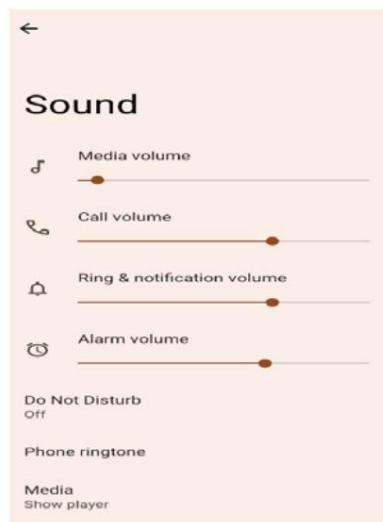 Sound
Media volume
Call volume
Ring & notification volume
Alarm volume
Do Not Disturb
Off
Phone ringtone
Media
Show player